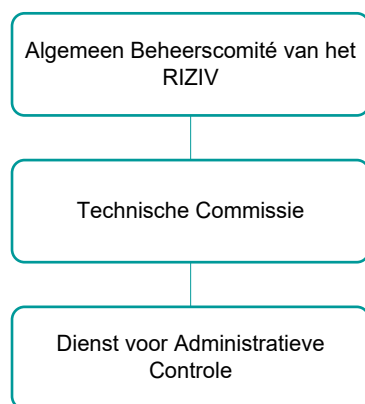 Algemeen Beheerscomité van het
RIZIV
Technische Commissie
Dienst voor Administratieve
Controle